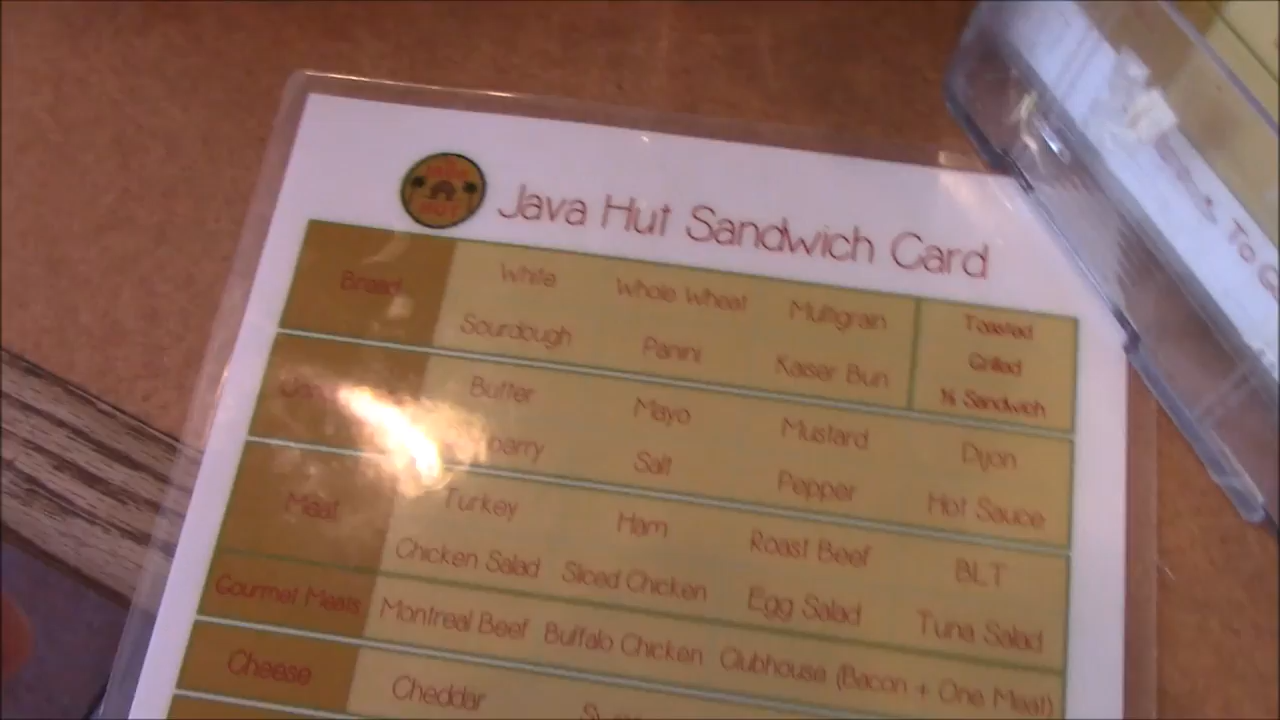 Java Hut Sandwich Card
Bread White Whole Wheat Multigrain Toasted
Sourdough Panini Kaiser Bun Grilled
½ Sandwich
Butter Mayo Mustard Dijon
Salt Pepper Hot Sauce
Meat Turkey Ham Roast Beef BLT
Chicken Salad Sliced Chicken Egg Salad Tuna Salad
Gourmet Meats Montreal Beef Buffalo Chicken Clubhouse (Bacon + One Meat)
Cheese Cheddar
To